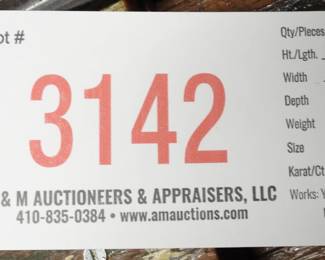 ot #
3142
& M AUCTIONEERS & APPRAISERS, LLC
410-835-0384 • www.amauctions.com
Qty/Pieces
Ht./Lgth.
Width
Depth
Weight
Size
Karat/Ct
Works: Y